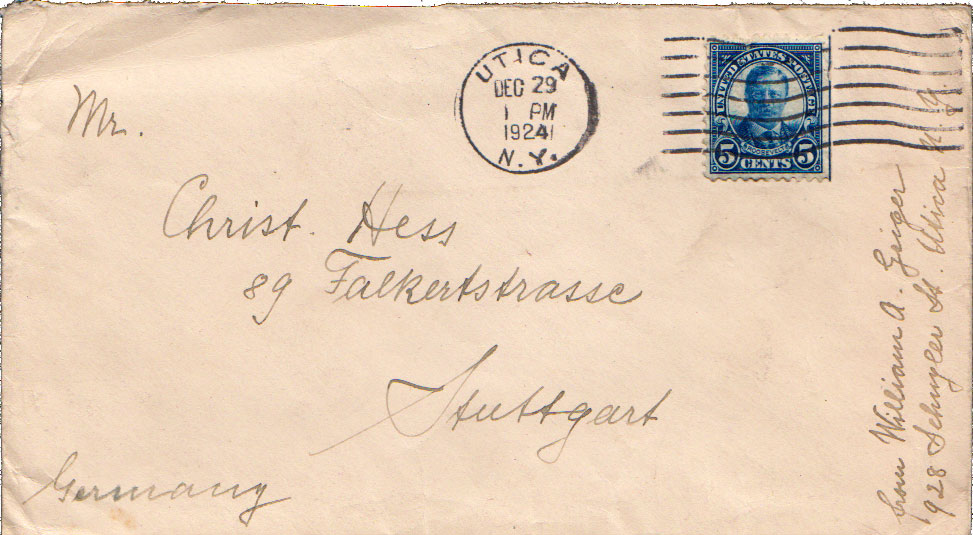 UTICA
DEC 29
1 PM
1924
N.Y.
UNITED STATES POSTAGE
ROOSEVELT
5 CENTS 5
Mr.
Christ. Hess
89 Falkertstrasse
Stuttgart
Germany
from William A. Geiger
928 Schuyler St. Utica N.Y